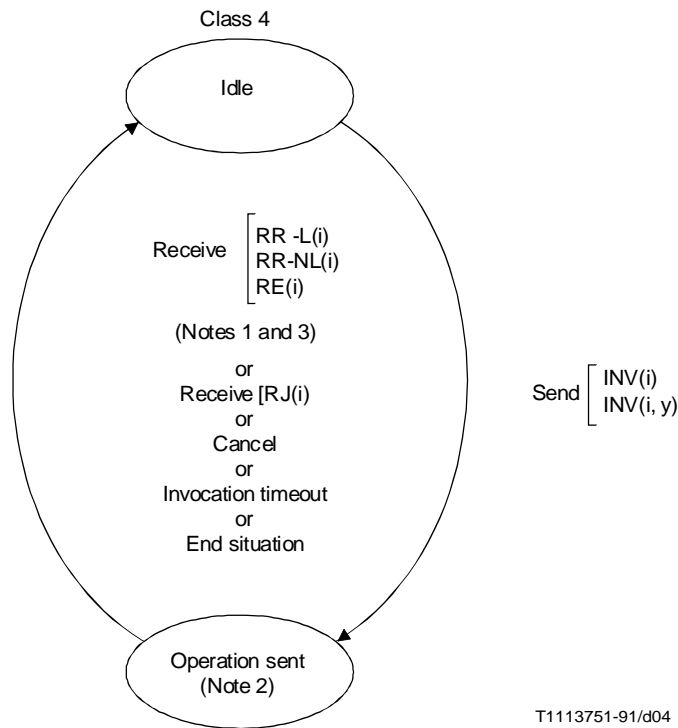 Class 4
Idle
Receive [ RR -L(i)
RR-NL(i)
RE(i)
(Notes 1 and 3)
or
Receive [RJ(i)
or
Cancel
or
Invocation timeout
or
End situation
Send [ INV(i)
INV(i, y)
Operation sent
(Note 2)
T1113751-91/d04